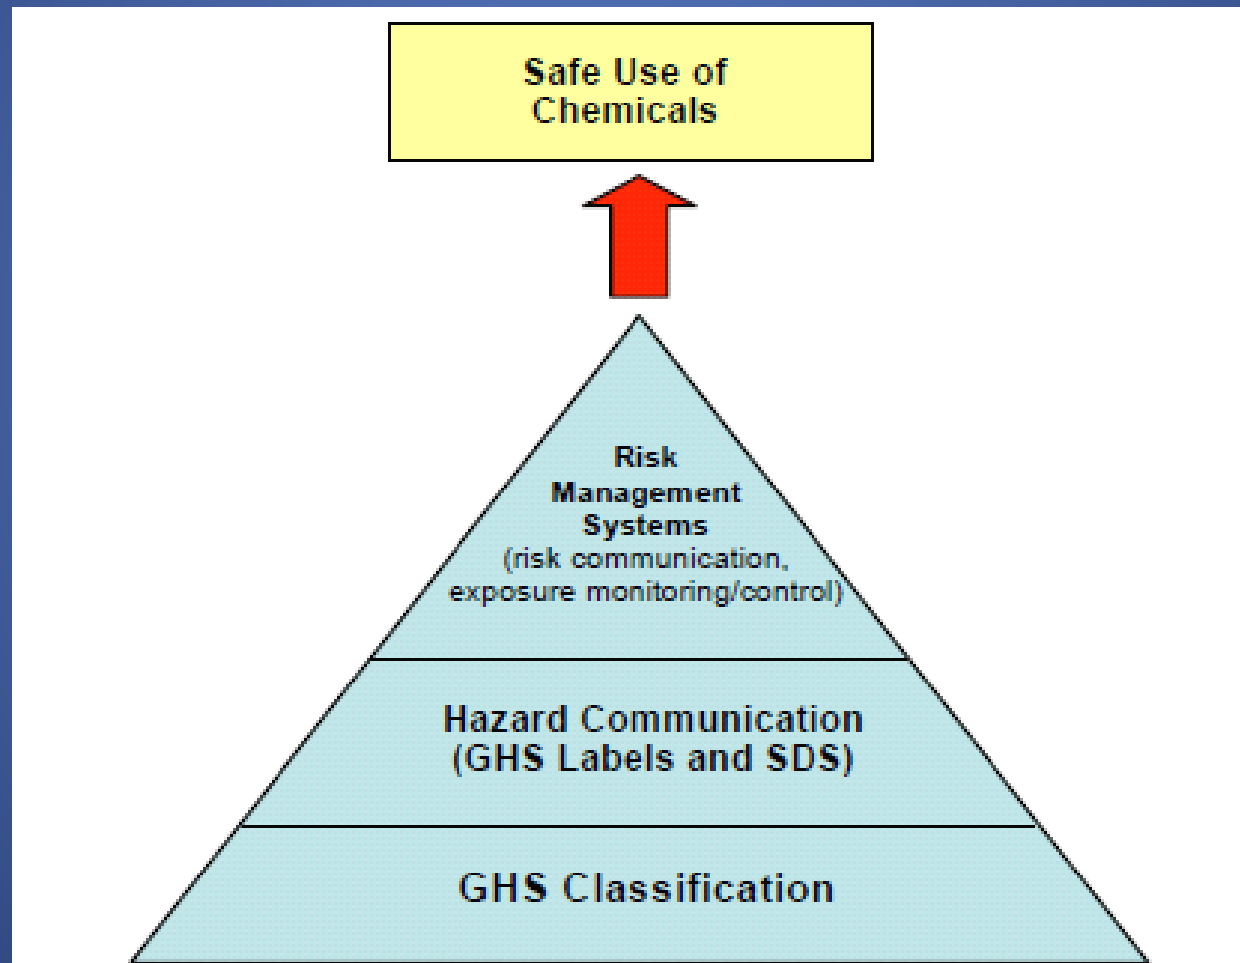 Safe Use of
Chemicals
Risk
Management
Systems
(risk communication,
exposure monitoring/control)
Hazard Communication
(GHS Labels and SDS)
GHS Classification